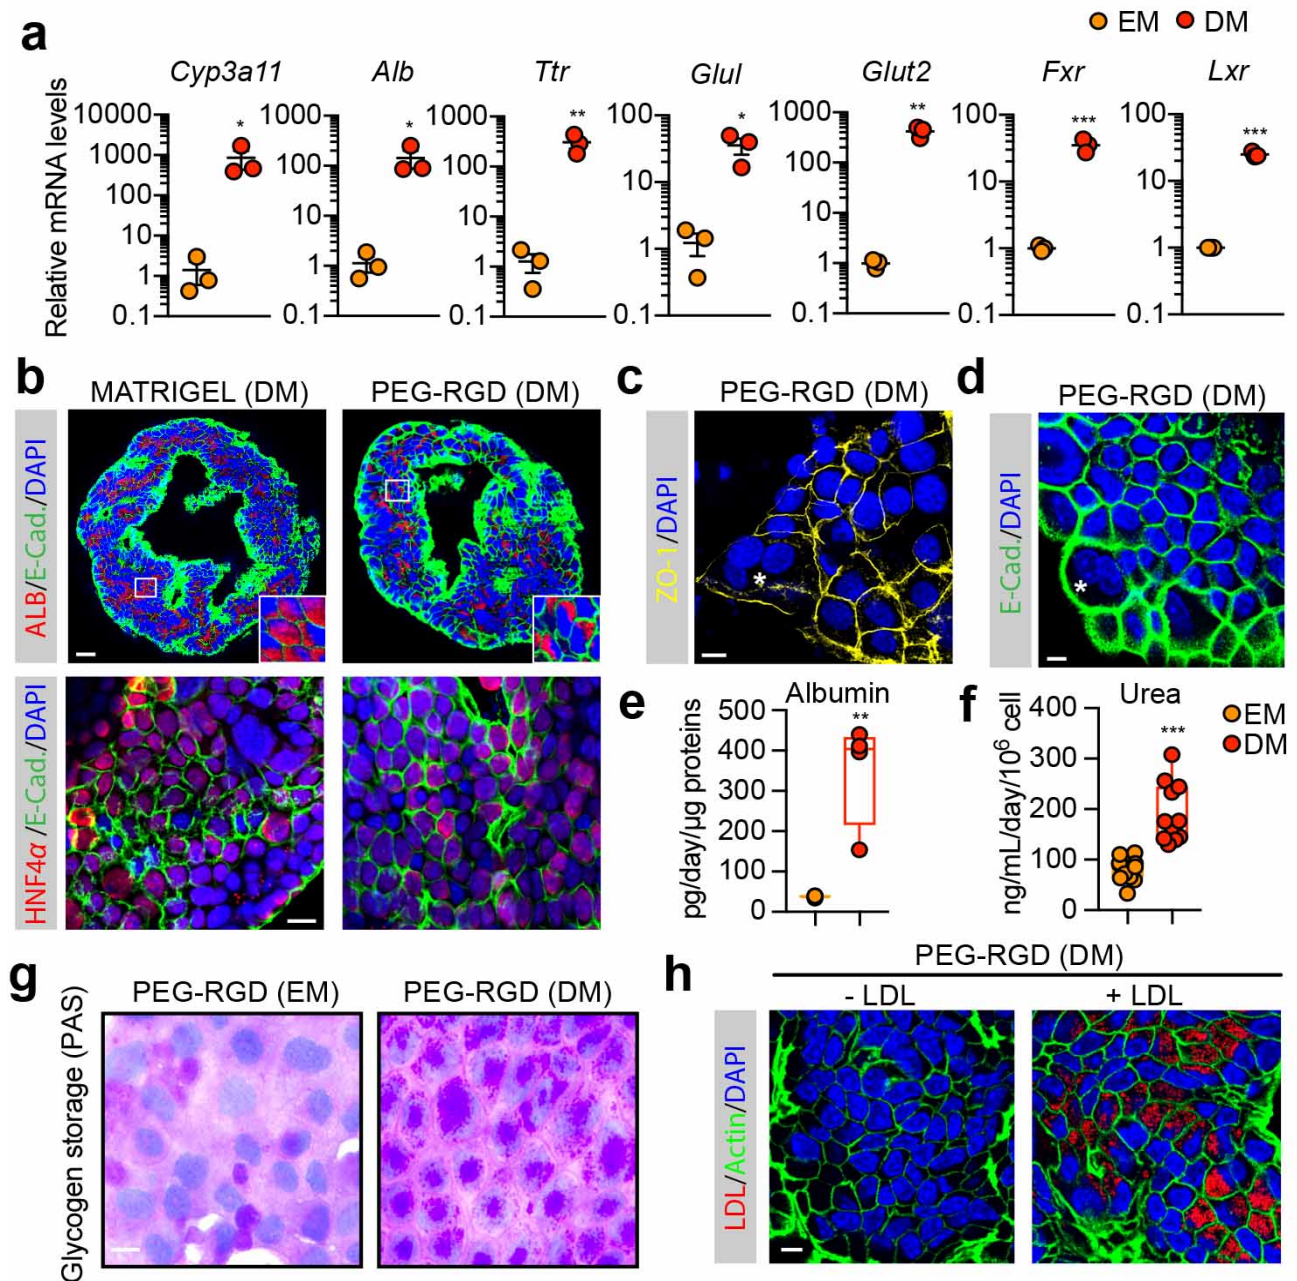 a
EM DM
Relative mRNA levels
Cyp3a11
10000
1000
100
10
1
0.1
*
Alb
1000
100
10
1
0.1
*
Ttr
1000
100
10
1
0.1
**
Glul
100
10
1
0.1
*
Glut2
1000
100
10
1
0.1
**
Fxr
100
10
1
0.1
***
Lxr
100
10
1
0.1
***
b
MATRIGEL (DM) PEG-RGD (DM)
ALB/E-Cad./DAPI
HNF4α /E-Cad./DAPI
c
PEG-RGD (DM)
ZO-1/DAPI
*
d
PEG-RGD (DM)
E-Cad./DAPI
*
e
Albumin
pg/day/µg proteins
500
400
300
200
100
0
**
f
Urea
ng/mL/day/10⁶ cell
400
300
200
100
0
***
EM
DM
g
PEG-RGD (EM) PEG-RGD (DM)
Glycogen storage (PAS)
h
PEG-RGD (DM)
- LDL + LDL
LDL/Actin/DAPI